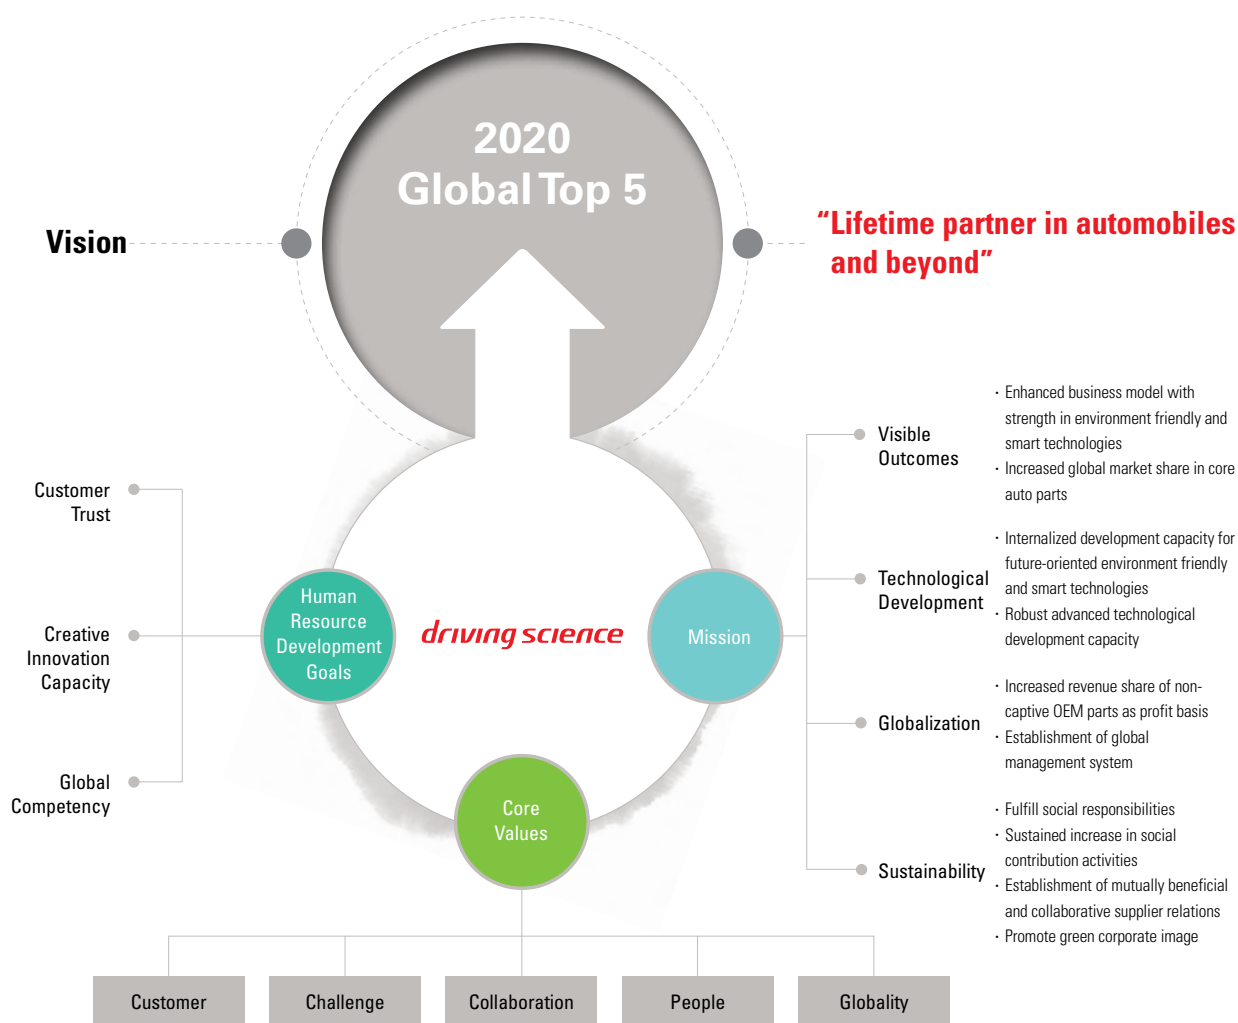 2020
Global Top 5
Vision
“Lifetime partner in automobiles
and beyond”
Customer
Trust
Creative
Innovation
Capacity
Global
Competency
Human
Resource
Development
Goals
driving science
Mission
Core
Values
Visible
Outcomes
· Enhanced business model with
strength in environment friendly and
smart technologies
· Increased global market share in core
auto parts
Technological
Development
· Internalized development capacity for
future-oriented environment friendly
and smart technologies
· Robust advanced technological
development capacity
Globalization
· Increased revenue share of non-
captive OEM parts as profit basis
· Establishment of global
management system
Sustainability
· Fulfill social responsibilities
· Sustained increase in social
contribution activities
· Establishment of mutually beneficial
and collaborative supplier relations
· Promote green corporate image
Customer
Challenge
Collaboration
People
Globality